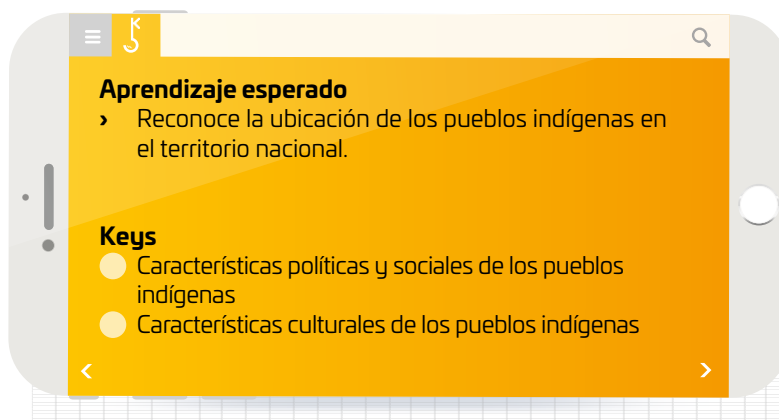 Aprendizaje esperado
› Reconoce la ubicación de los pueblos indígenas en
el territorio nacional.
Keys
Características políticas y sociales de los pueblos
indígenas
Características culturales de los pueblos indígenas